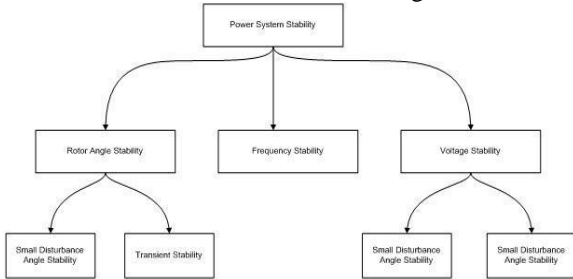 Power System Stability
Rotor Angle Stability
Frequency Stability
Voltage Stability
Small Disturbance
Angle Stability
Transient Stability
Small Disturbance
Angle Stability
Small Disturbance
Angle Stability